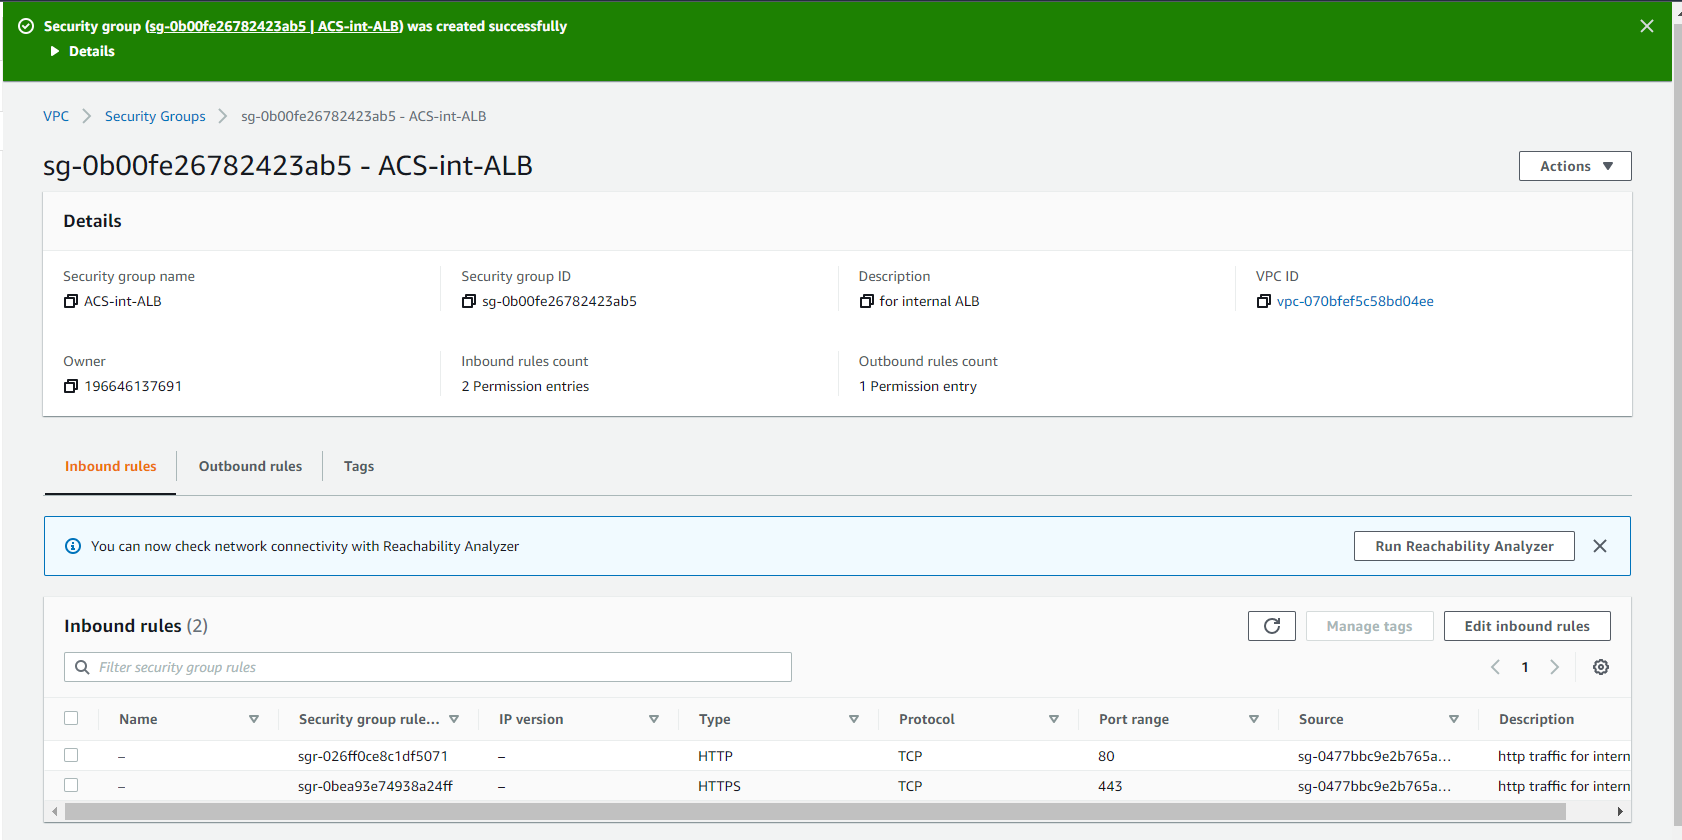 Security group (sg-0b00fe26782423ab5 | ACS-int-ALB) was created successfully
Details
VPC Security Groups sg-0b00fe26782423ab5 - ACS-int-ALB
sg-0b00fe26782423ab5 - ACS-int-ALB
Actions
Details
Security group name Security group ID Description VPC ID
ACS-int-ALB sg-0b00fe26782423ab5 for internal ALB vpc-070bfef5c58bd04ee
Owner Inbound rules count Outbound rules count
196646137691 2 Permission entries 1 Permission entry
Inbound rules Outbound rules Tags
You can now check network connectivity with Reachability Analyzer Run Reachability Analyzer
Inbound rules (2) Manage tags Edit inbound rules
Filter security group rules 1
Name Security group rule... IP version Type Protocol Port range Source Description
– sgr-026ff0ce8c1df5071 – HTTP TCP 80 sg-0477bbc9e2b765a... http traffic for intern
– sgr-0bea93e74938a24ff – HTTPS TCP 443 sg-0477bbc9e2b765a... http traffic for intern